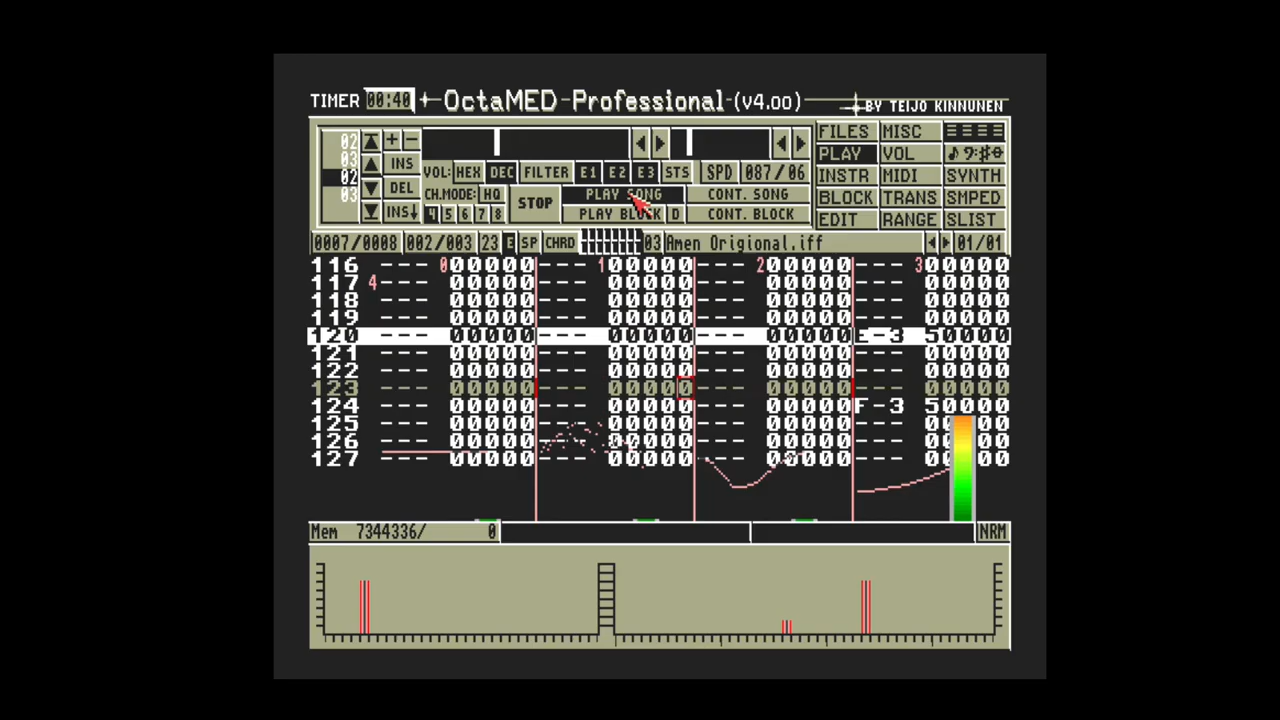 TIMER 00:40 OctaMED Professional (v4.00) BY TEIJO KINNUNEN
02 + - FILES MISC
03 INS PLAY VOL
02 VOL: HEX DEC FILTER E1 E2 E3 STS SPD 087/06 INSTR MIDI SYNTH
03 DEL CH.MODE: HQ STOP PLAY SONG CONT. SONG BLOCK TRANS SMPED
INS↓ 4 5 6 7 8 PLAY BLOCK D CONT. BLOCK EDIT RANGE SLIST
0007/0008 002/003 23 E SP CHRD 03 Amen Origional.iff 01/01
116 --- 000000 --- 100000 --- 200000 --- 300000
117 4 --- 00000 --- 00000 --- 00000 --- 00000
118 --- 00000 --- 00000 --- 00000 --- 00000
119 --- 00000 --- 00000 --- 00000 --- 00000
120 --- 00000 --- 00000 --- 00000 E-3 50000
121 --- 00000 --- 00000 --- 00000 --- 00000
122 --- 00000 --- 00000 --- 00000 --- 00000
123 --- 00000 --- 00000 --- 00000 --- 00000
124 --- 00000 --- 00000 --- 00000 F-3 50000
125 --- 00000 --- 00000 --- 00000 --- 00
126 --- 00000 --- 00000 --- 00000 --- 00
127 --- 00000 --- 00000 --- 00000 --- 00
Mem 7344336/ 0 NRM